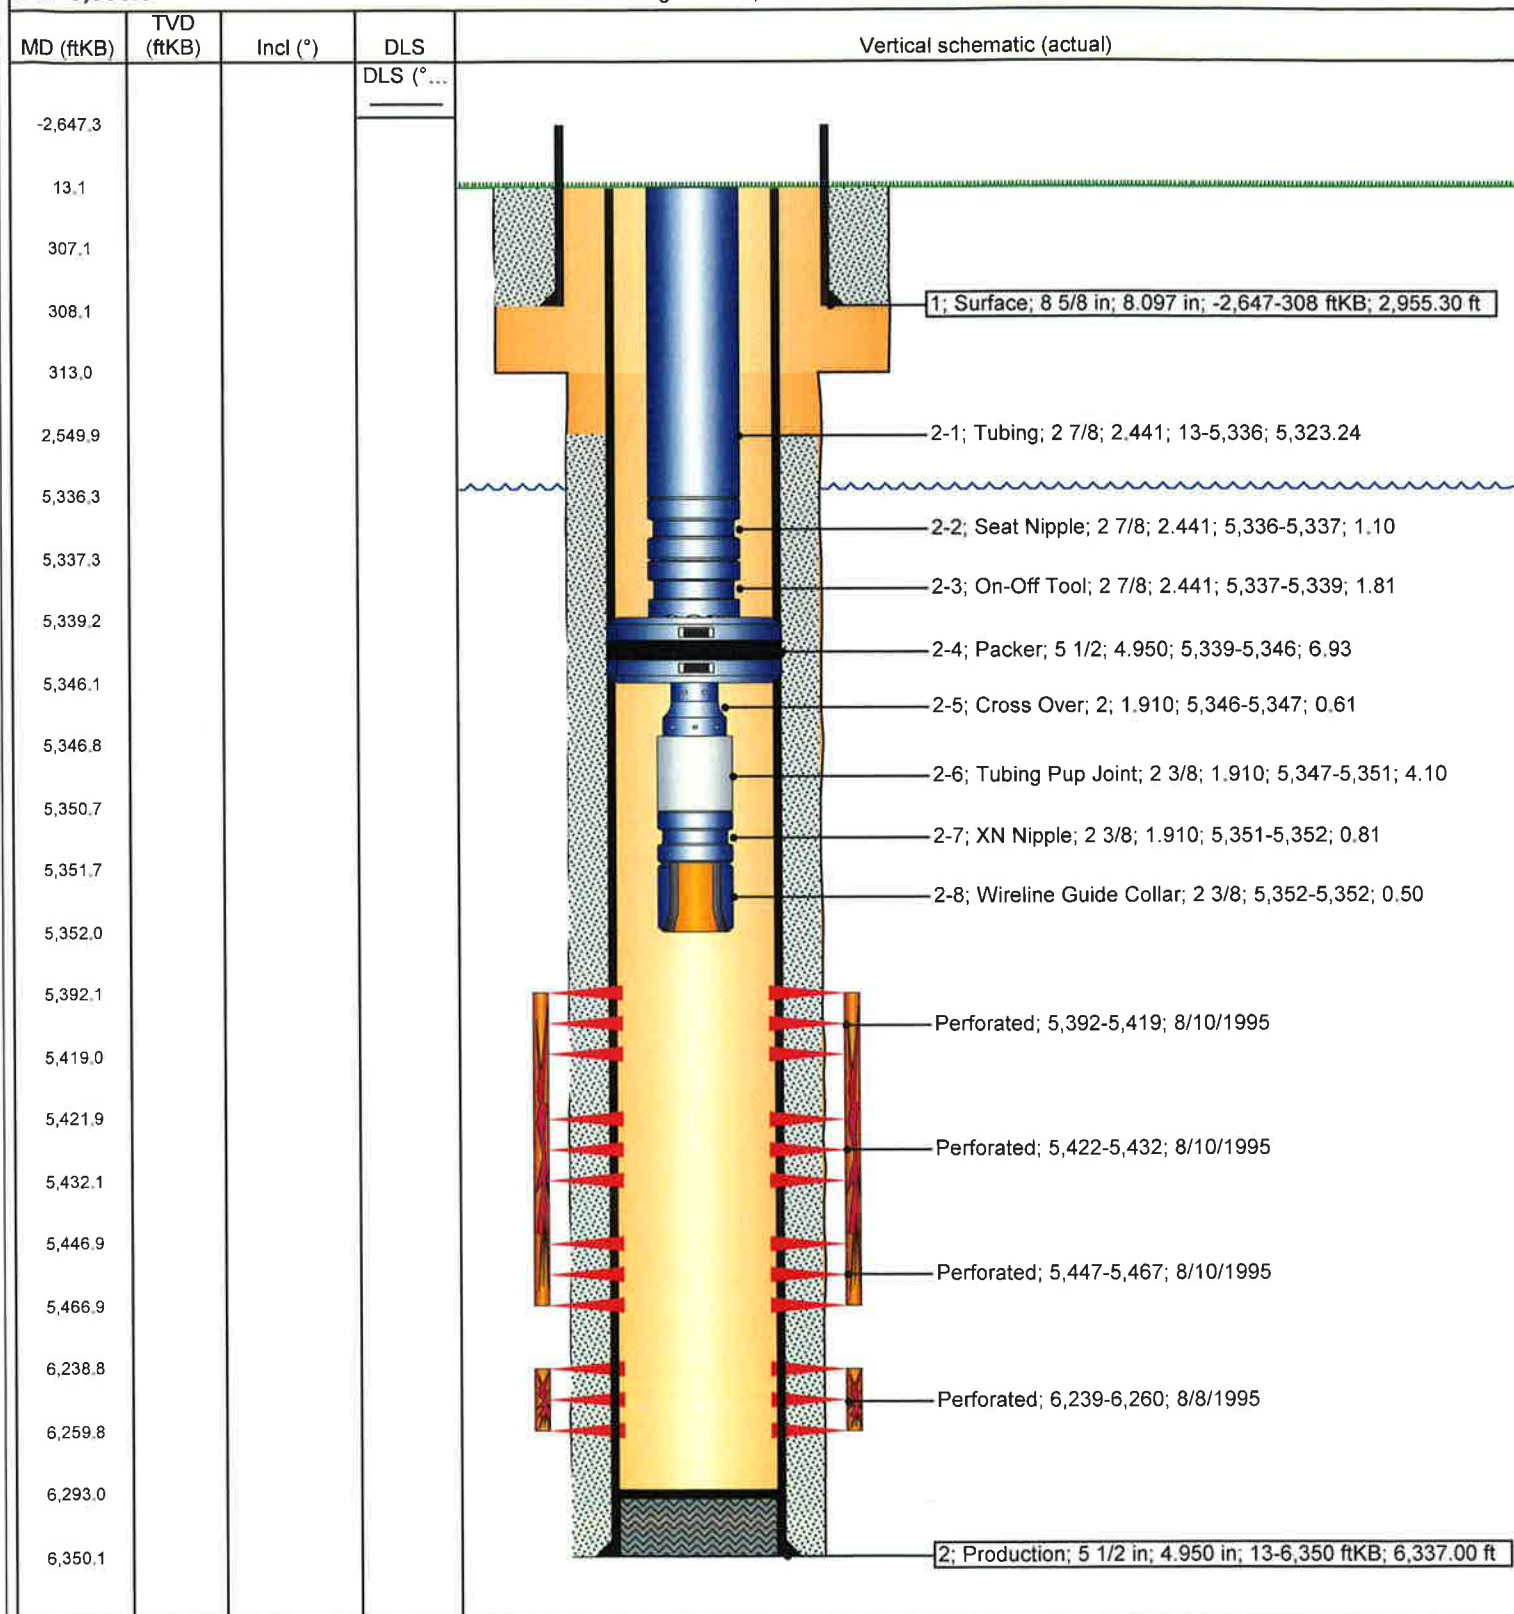 MD (ftKB)
TVD
(ftKB)
Incl (°)
DLS
Vertical schematic (actual)
DLS (°...
-2,647.3
13.1
307.1
308.1
1; Surface; 8 5/8 in; 8.097 in; -2,647-308 ftKB; 2,955.30 ft
313.0
2,549.9
2-1; Tubing; 2 7/8; 2.441; 13-5,336; 5,323.24
5,336.3
2-2; Seat Nipple; 2 7/8; 2.441; 5,336-5,337; 1.10
5,337.3
2-3; On-Off Tool; 2 7/8; 2.441; 5,337-5,339; 1.81
5,339.2
2-4; Packer; 5 1/2; 4.950; 5,339-5,346; 6.93
5,346.1
2-5; Cross Over; 2; 1.910; 5,346-5,347; 0.61
5,346.8
2-6; Tubing Pup Joint; 2 3/8; 1.910; 5,347-5,351; 4.10
5,350.7
2-7; XN Nipple; 2 3/8; 1.910; 5,351-5,352; 0.81
5,351.7
2-8; Wireline Guide Collar; 2 3/8; 5,352-5,352; 0.50
5,352.0
5,392.1
Perforated; 5,392-5,419; 8/10/1995
5,419.0
5,421.9
Perforated; 5,422-5,432; 8/10/1995
5,432.1
5,446.9
Perforated; 5,447-5,467; 8/10/1995
5,466.9
6,238.8
Perforated; 6,239-6,260; 8/8/1995
6,259.8
6,293.0
6,350.1
2; Production; 5 1/2 in; 4.950 in; 13-6,350 ftKB; 6,337.00 ft